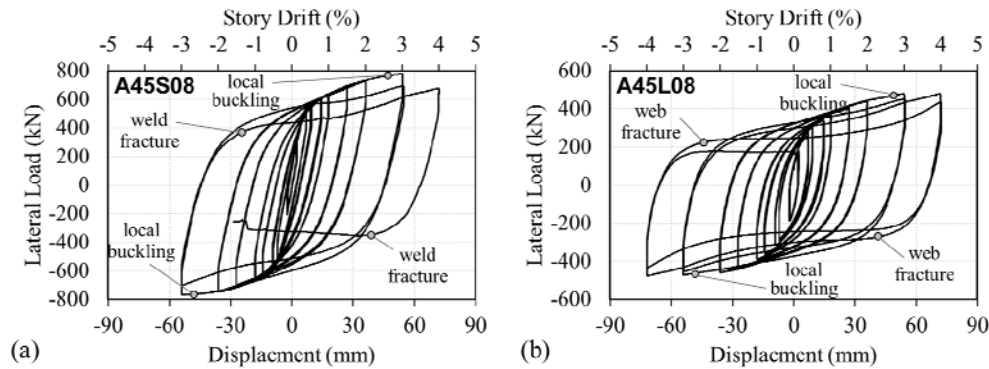 Story Drift (%)
-5 -4 -3 -2 -1 0 1 2 3 4 5
800
600
400
200
0
-200
-400
-600
-800
Lateral Load (kN)
A45S08
local
buckling
weld
fracture
local
buckling
weld
fracture
-90 -60 -30 0 30 60 90
(a)
Displacment (mm)
Story Drift (%)
-5 -4 -3 -2 -1 0 1 2 3 4 5
600
400
200
0
-200
-400
-600
Lateral Load (kN)
A45L08
local
buckling
web
fracture
local
buckling
web
fracture
-90 -60 -30 0 30 60 90
(b)
Displacment (mm)